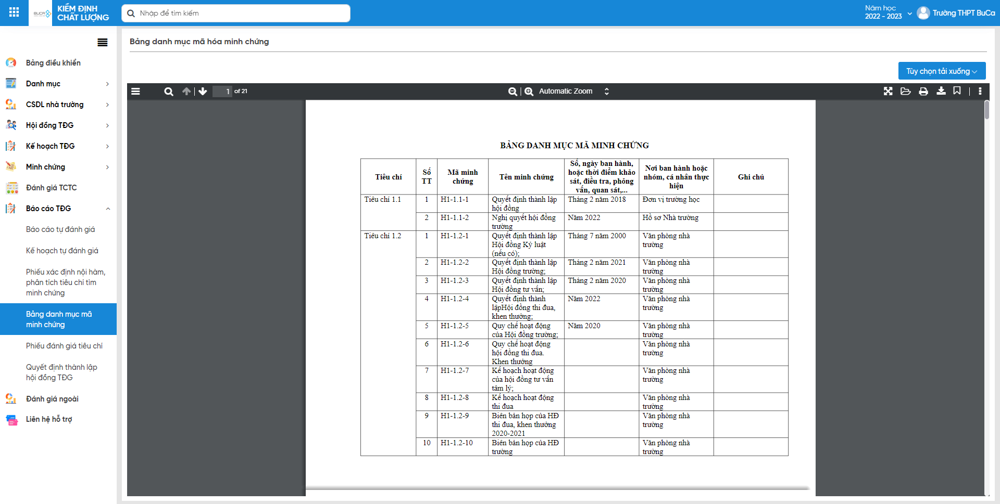 BUCA
KIỂM ĐỊNH
CHẤT LƯỢNG
Nhập để tìm kiếm
Năm học
2022 - 2023
Trường THPT BuCa
Bảng điều khiển
Danh mục
CSDL nhà trường
Hội đồng TĐG
Kế hoạch TĐG
Minh chứng
Đánh giá TCTC
Báo cáo TĐG
Báo cáo tự đánh giá
Kế hoạch tự đánh giá
Phiếu xác định nội hàm,
phân tích tiêu chí tìm
minh chứng
Bảng danh mục mã
minh chứng
Phiếu đánh giá tiêu chí
Quyết định thành lập
hội đồng TĐG
Đánh giá ngoài
Liên hệ hỗ trợ
Bảng danh mục mã hóa minh chứng
Tùy chọn tải xuống
1 of 21
Automatic Zoom
BẢNG DANH MỤC MÃ MINH CHỨNG
Tiêu chí
Số
TT
Mã minh
chứng
Tên minh chứng
Số, ngày ban hành,
hoặc thời điểm khảo
sát, điều tra, phỏng
vấn, quan sát,...
Nơi ban hành hoặc
nhóm, cá nhân thực
hiện
Ghi chú
Tiêu chí 1.1
1
H1-1.1-1
Quyết định thành lập
hội đồng
Tháng 2 năm 2018
Đơn vị trường học
2
H1-1.1-2
Nghị quyết hội đồng
trường
Năm 2022
Hồ sơ Nhà trường
Tiêu chí 1.2
1
H1-1.2-1
Quyết định thành lập
Hội đồng Kỷ luật
(nếu có);
Tháng 7 năm 2000
Văn phòng nhà
trường
2
H1-1.2-2
Quyết định thành lập
Hội đồng trường;
Tháng 2 năm 2021
Văn phòng nhà
trường
3
H1-1.2-3
Quyết định thành lập
Hội đồng tư vấn;
Tháng 2 năm 2020
Văn phòng nhà
trường
4
H1-1.2-4
Quyết định thành
lậpHội đồng thi đua,
khen thưởng;
Năm 2022
Văn phòng nhà
trường
5
H1-1.2-5
Quy chế hoạt động
của Hội đồng trường;
Năm 2020
Văn phòng nhà
trường
6
H1-1.2-6
Quy chế hoạt động
hội đồng thi đua.
Khen thưởng
Văn phòng nhà
trường
7
H1-1.2-7
Kế hoạch hoạt động
của hội đồng tư vấn
tâm lý;
Văn phòng nhà
trường
8
H1-1.2-8
Kế hoạch hoạt động
thi đua
Văn phòng nhà
trường
9
H1-1.2-9
Biên bản họp của HĐ
thi đua, khen thưởng
2020-2021
Văn phòng nhà
trường
10
H1-1.2-10
Biên bản họp của HĐ
trường
Văn phòng nhà
trường